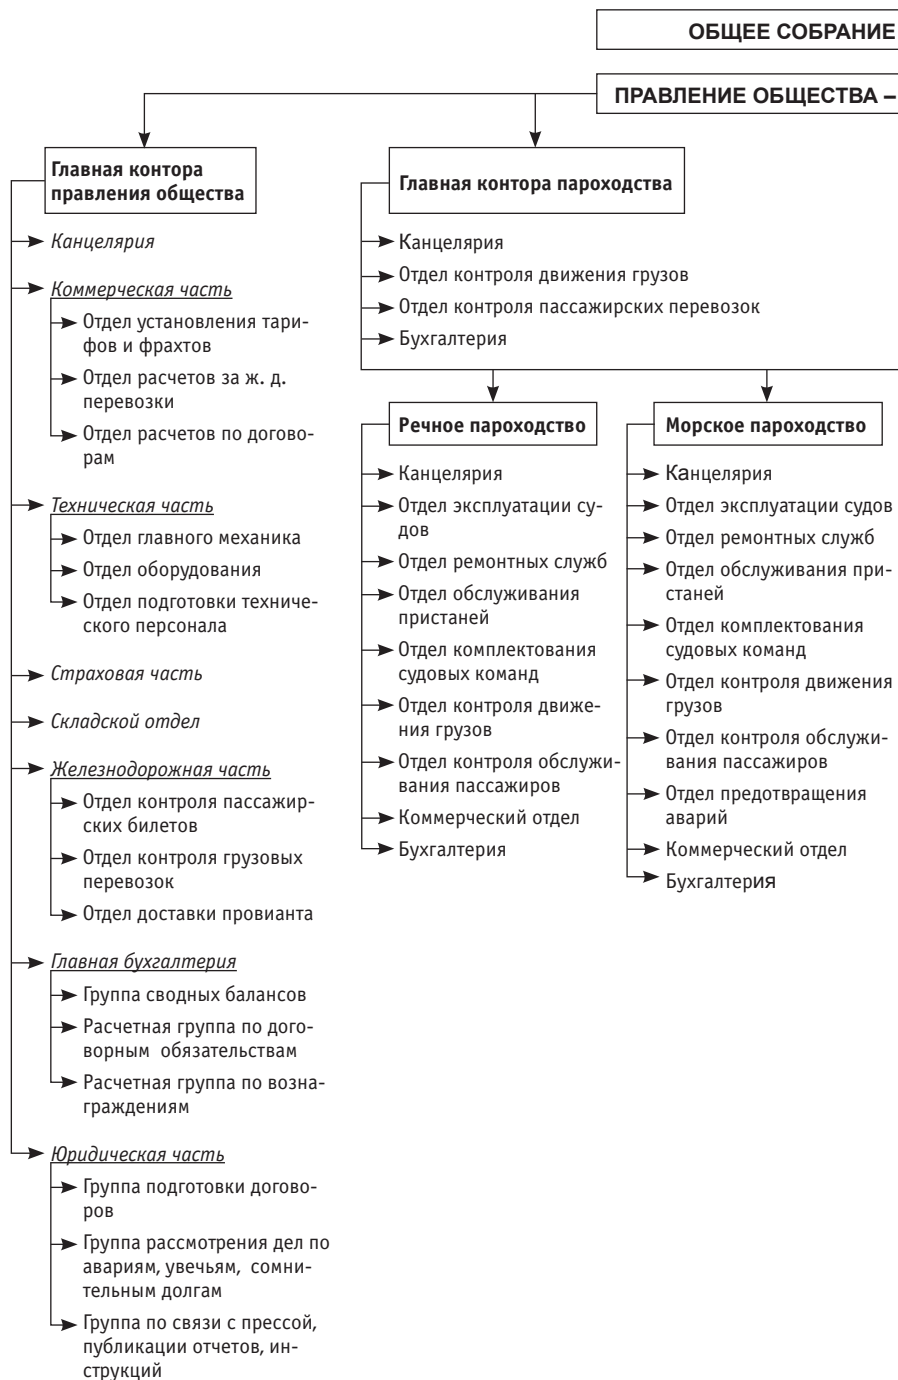 ОБЩЕЕ СОБРАНИЕ
ПРАВЛЕНИЕ ОБЩЕСТВА –
Главная контора
правления общества
Канцелярия
Коммерческая часть
Отдел установления тари-
фов и фрахтов
Отдел расчетов за ж. д.
перевозки
Отдел расчетов по догово-
рам
Техническая часть
Отдел главного механика
Отдел оборудования
Отдел подготовки техниче-
ского персонала
Страховая часть
Складской отдел
Железнодорожная часть
Отдел контроля пассажир-
ских билетов
Отдел контроля грузовых
перевозок
Отдел доставки провианта
Главная бухгалтерия
Группа сводных балансов
Расчетная группа по дого-
ворным обязательствам
Расчетная группа по возна-
граждениям
Юридическая часть
Группа подготовки догово-
ров
Группа рассмотрения дел по
авариям, увечьям, сомни-
тельным долгам
Группа по связи с прессой,
публикации отчетов, ин-
струкций
Главная контора пароходства
Канцелярия
Отдел контроля движения грузов
Отдел контроля пассажирских перевозок
Бухгалтерия
Речное пароходство
Канцелярия
Отдел эксплуатации су-
дов
Отдел ремонтных служб
Отдел обслуживания
пристаней
Отдел комплектования
судовых команд
Отдел контроля движе-
ния грузов
Отдел контроля обслужи-
вания пассажиров
Коммерческий отдел
Бухгалтерия
Морское пароходство
Канцелярия
Отдел эксплуатации судов
Отдел ремонтных служб
Отдел обслуживания при-
станей
Отдел комплектования
судовых команд
Отдел контроля движения
грузов
Отдел контроля обслужи-
вания пассажиров
Отдел предотвращения
аварий
Коммерческий отдел
Бухгалтерия